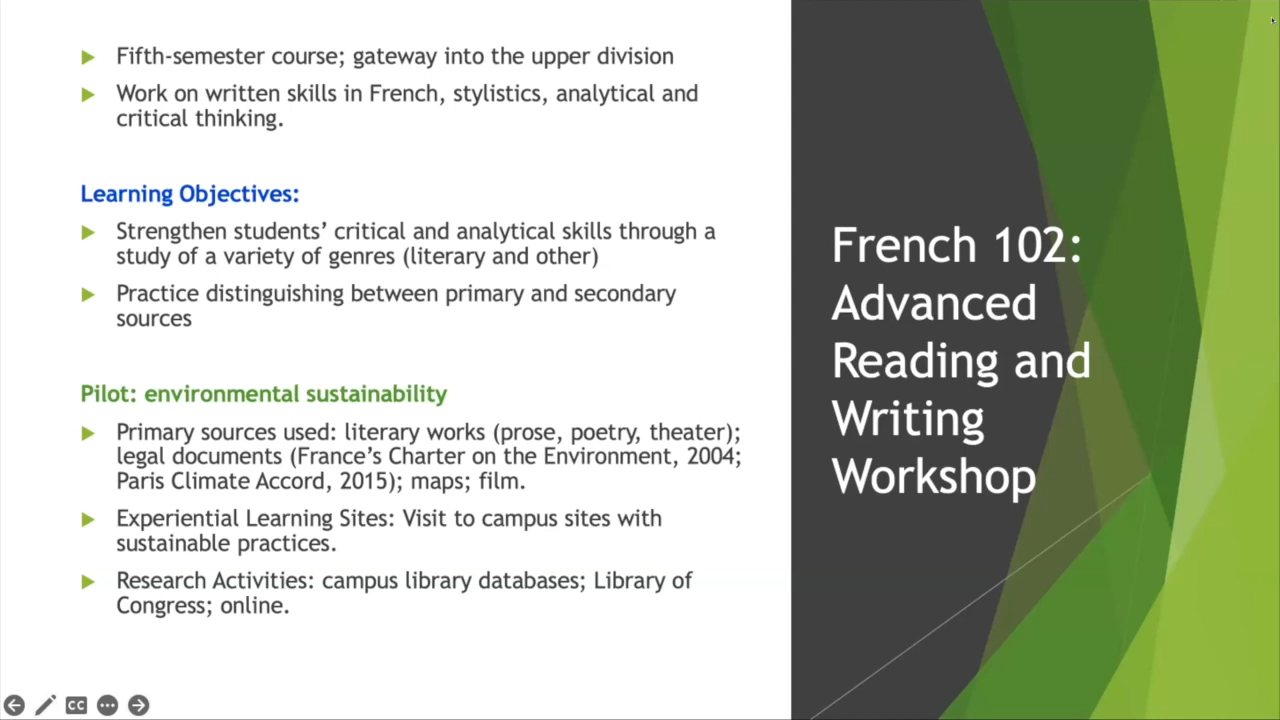 Fifth-semester course; gateway into the upper division
Work on written skills in French, stylistics, analytical and
critical thinking.
Learning Objectives:
Strengthen students’ critical and analytical skills through a
study of a variety of genres (literary and other)
Practice distinguishing between primary and secondary
sources
Pilot: environmental sustainability
Primary sources used: literary works (prose, poetry, theater);
legal documents (France’s Charter on the Environment, 2004;
Paris Climate Accord, 2015); maps; film.
Experiential Learning Sites: Visit to campus sites with
sustainable practices.
Research Activities: campus library databases; Library of
Congress; online.
French 102:
Advanced
Reading and
Writing
Workshop
CC